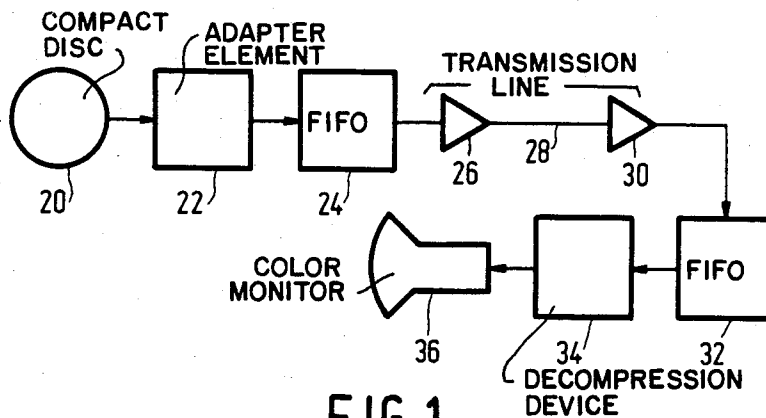 COMPACT
DISC
ADAPTER
ELEMENT
TRANSMISSION
LINE
FIFO
20
22
24
26
28
30
COLOR
MONITOR
FIFO
36
34
32
DECOMPRESSION
DEVICE
FIG.1